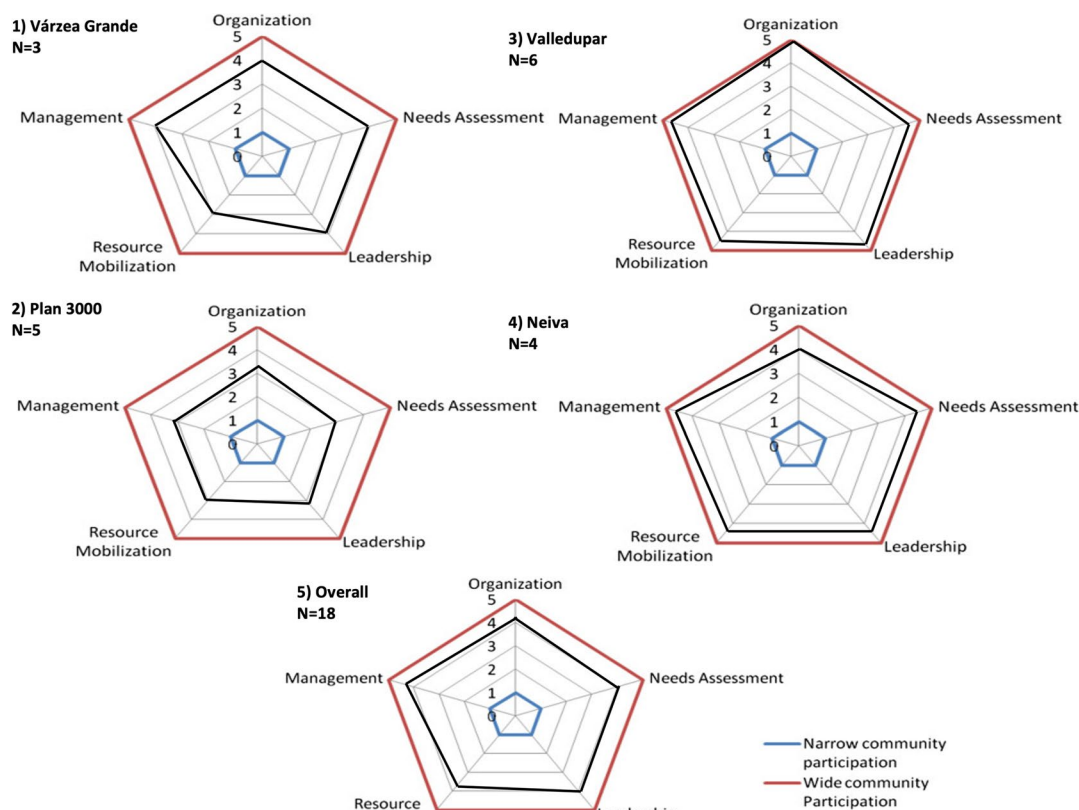 1) Várzea Grande
N=3
Organization
5
4
3
2
1
0
Management
Needs Assessment
Resource
Mobilization
Leadership
3) Valledupar
N=6
5
4
3
2
1
0
Management
Needs Assessment
Resource
Mobilization
Leadership
2) Plan 3000
N=5
Organization
5
4
3
2
1
0
Management
Needs Assessment
Resource
Mobilization
Leadership
4) Neiva
N=4
Organization
5
4
3
2
1
0
Management
Needs Assessment
Resource
Mobilization
Leadership
5) Overall
N=18
Organization
5
4
3
2
1
0
Management
Needs Assessment
Resource
Narrow community
participation
Wide community
Participation